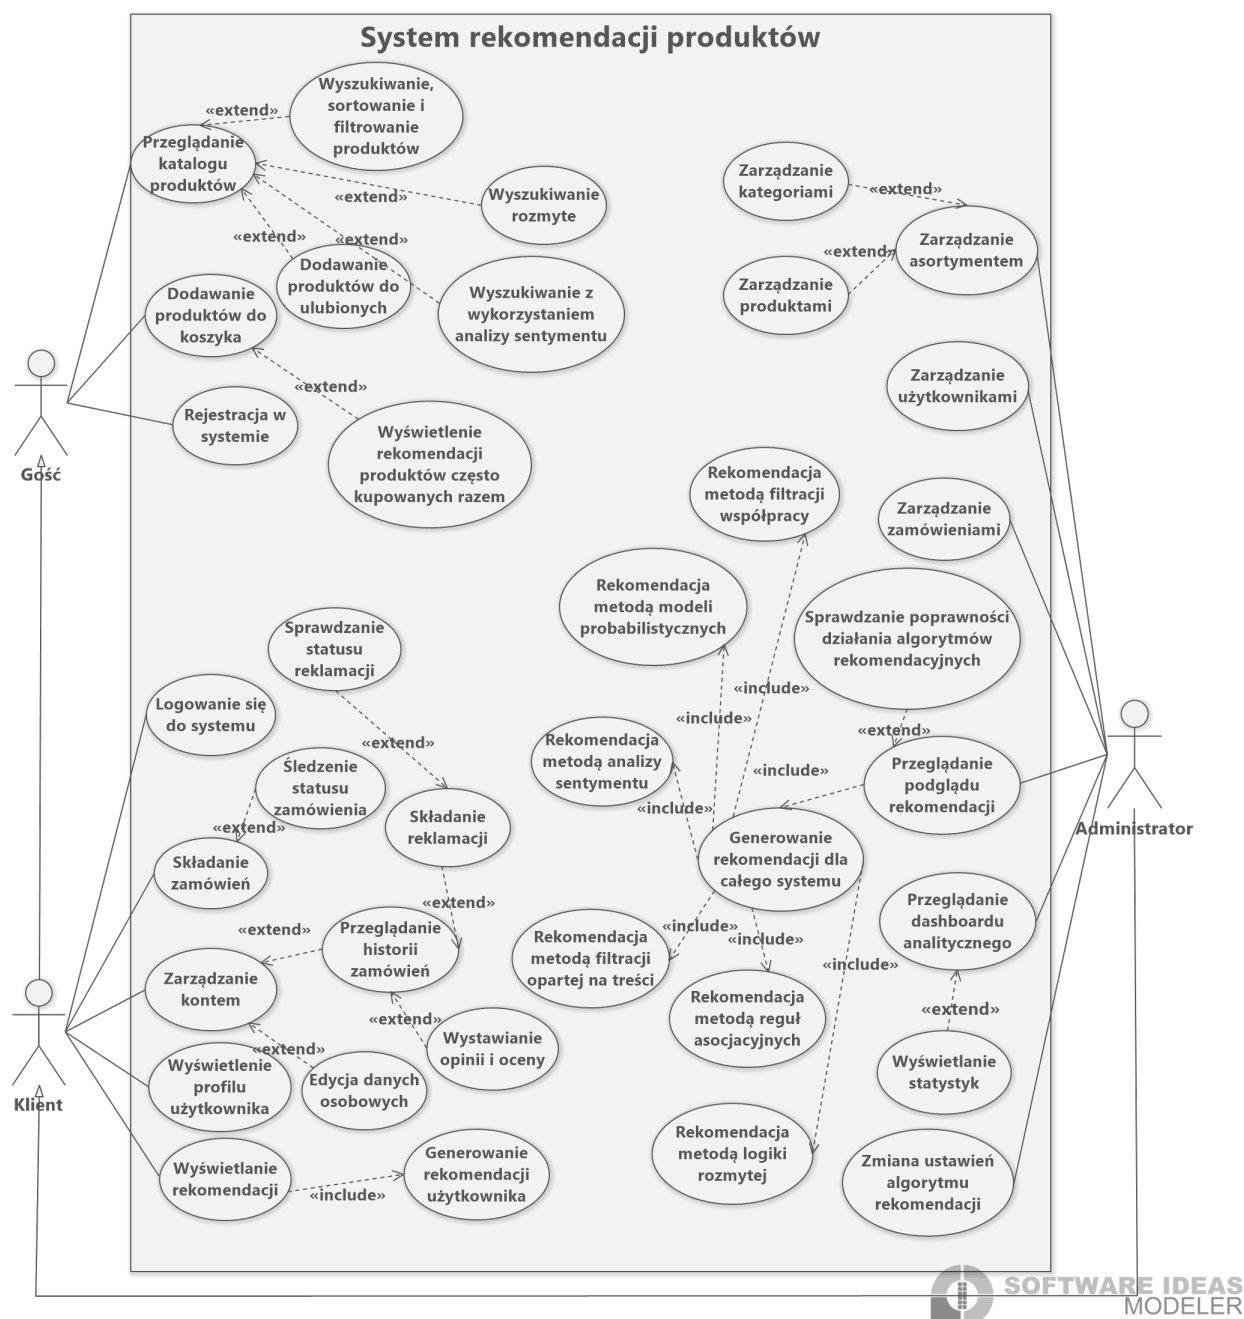 System rekomendacji produktów
Wyszukiwanie,
sortowanie i
filtrowanie
produktów
«extend»
Przeglądanie
katalogu
produktów
«extend»
Wyszukiwanie
rozmyte
«extend»
«extend»
Dodawanie
produktów do
ulubionych
Wyszukiwanie z
wykorzystaniem
analizy sentymentu
Dodawanie
produktów do
koszyka
«extend»
Rejestracja w
systemie
Wyświetlenie
rekomendacji
produktów często
kupowanych razem
Gość
Zarządzanie
kategoriami
«extend»
Zarządzanie
asortymentem
«extend»
Zarządzanie
produktami
Zarządzanie
użytkownikami
Rekomendacja
metodą filtracji
współpracy
Zarządzanie
zamówieniami
Rekomendacja
metodą modeli
probabilistycznych
Sprawdzanie poprawności
działania algorytmów
rekomendacyjnych
Sprawdzanie
statusu
reklamacji
Logowanie się
do systemu
«extend»
«include»
«include»
«extend»
Rekomendacja
metodą analizy
sentymentu
«include»
Przeglądanie
podglądu
rekomendacji
Śledzenie
statusu
zamówienia
«extend»
Składanie
reklamacji
«include»
Generowanie
rekomendacji dla
całego systemu
Administrator
Składanie
zamówień
«extend»
«extend»
Przeglądanie
historii
zamówień
Rekomendacja
metodą filtracji
opartej na treści
«include»
«include»
«include»
Przeglądanie
dashboardu
analitycznego
Zarządzanie
kontem
«extend»
Wystawianie
opinii i oceny
Rekomendacja
metodą reguł
asocjacyjnych
«extend»
«extend»
Wyświetlenie
profilu
użytkownika
Edycja danych
osobowych
Wyświetlanie
statystyk
Klient
Wyświetlanie
rekomendacji
«include»
Generowanie
rekomendacji
użytkownika
Rekomendacja
metodą logiki
rozmytej
Zmiana ustawień
algorytmu
rekomendacji
SOFTWARE IDEAS
MODELER